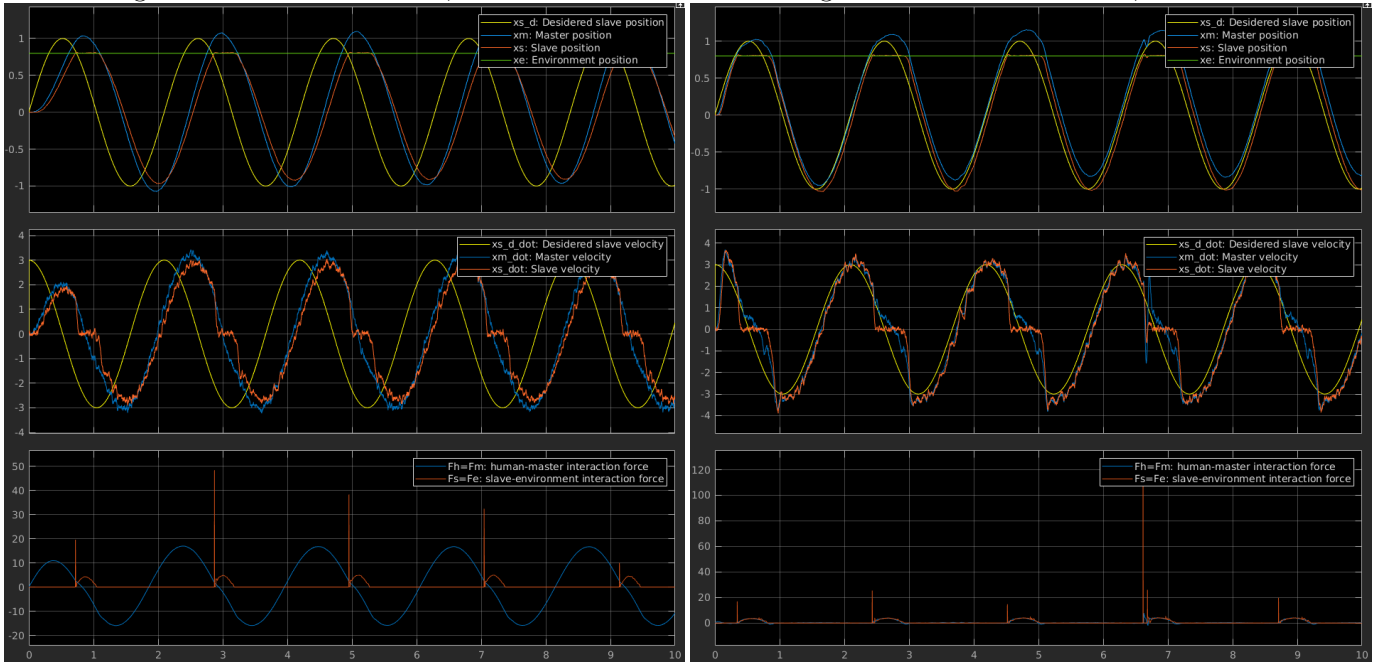 xs_d: Desidered slave position
xm: Master position
xs: Slave position
xe: Environment position
1
0.5
0
-0.5
-1
xs_d_dot: Desidered slave velocity
xm_dot: Master velocity
xs_dot: Slave velocity
4
3
2
1
0
-1
-2
-3
-4
Fh=Fm: human-master interaction force
Fs=Fe: slave-environment interaction force
50
40
30
20
10
0
-10
-20
0 1 2 3 4 5 6 7 8 9 10
xs_d: Desidered slave position
xm: Master position
xs: Slave position
xe: Environment position
1
0.5
0
-0.5
-1
xs_d_dot: Desidered slave velocity
xm_dot: Master velocity
xs_dot: Slave velocity
4
3
2
1
0
-1
-2
-3
-4
Fh=Fm: human-master interaction force
Fs=Fe: slave-environment interaction force
120
100
80
60
40
20
0
0 1 2 3 4 5 6 7 8 9 10